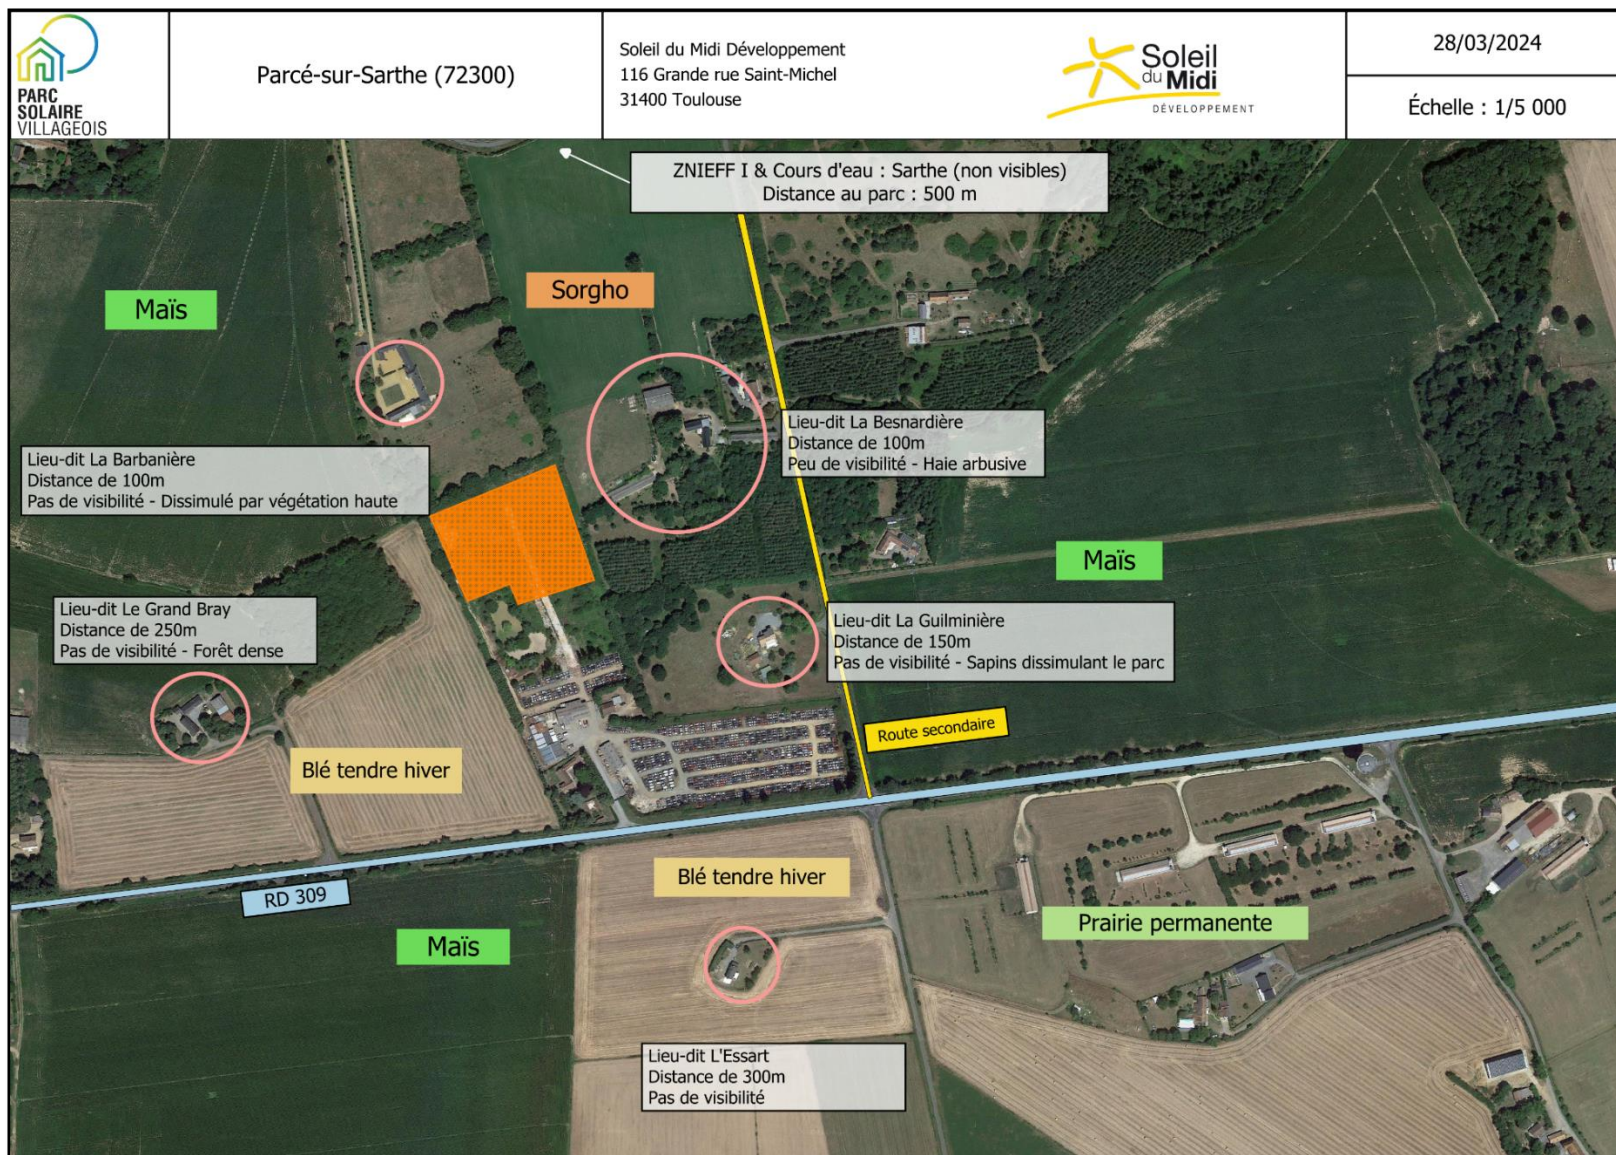 PARC
SOLAIRE
VILLAGEOIS
Parcé-sur-Sarthe (72300)
Soleil du Midi Développement
116 Grande rue Saint-Michel
31400 Toulouse
Soleil
du Midi
DÉVELOPPEMENT
28/03/2024
Échelle : 1/5 000
ZNIEFF I & Cours d'eau : Sarthe (non visibles)
Distance au parc : 500 m
Sorgho
Maïs
Lieu-dit La Besnardière
Distance de 100m
Peu de visibilité - Haie arbusive
Lieu-dit La Barbanière
Distance de 100m
Pas de visibilité - Dissimulé par végétation haute
Maïs
Lieu-dit Le Grand Bray
Distance de 250m
Pas de visibilité - Forêt dense
Lieu-dit La Guilminière
Distance de 150m
Pas de visibilité - Sapins dissimulant le parc
Route secondaire
Blé tendre hiver
Blé tendre hiver
RD 309
Prairie permanente
Maïs
Lieu-dit L'Essart
Distance de 300m
Pas de visibilité